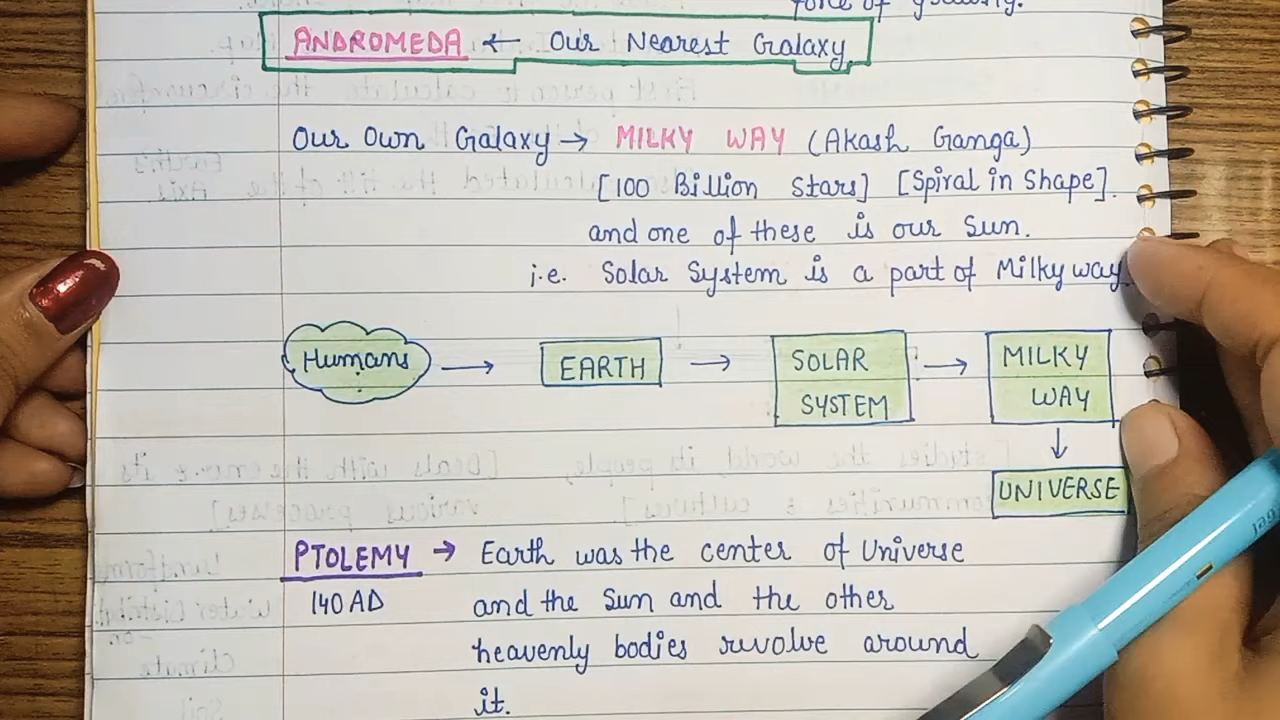 force of gravity.
ANDROMEDA ← Our Nearest Galaxy
Our Own Galaxy → MILKY WAY (Akash Ganga)
[100 Billion Stars] [Spiral in Shape].
and one of these is our Sun.
i.e. Solar System is a part of Milky way.
Humans → EARTH → SOLAR SYSTEM → MILKY WAY
↓
UNIVERSE
PTOLEMY → Earth was the center of Universe
140 AD and the Sun and the other
heavenly bodies revolve around
it.